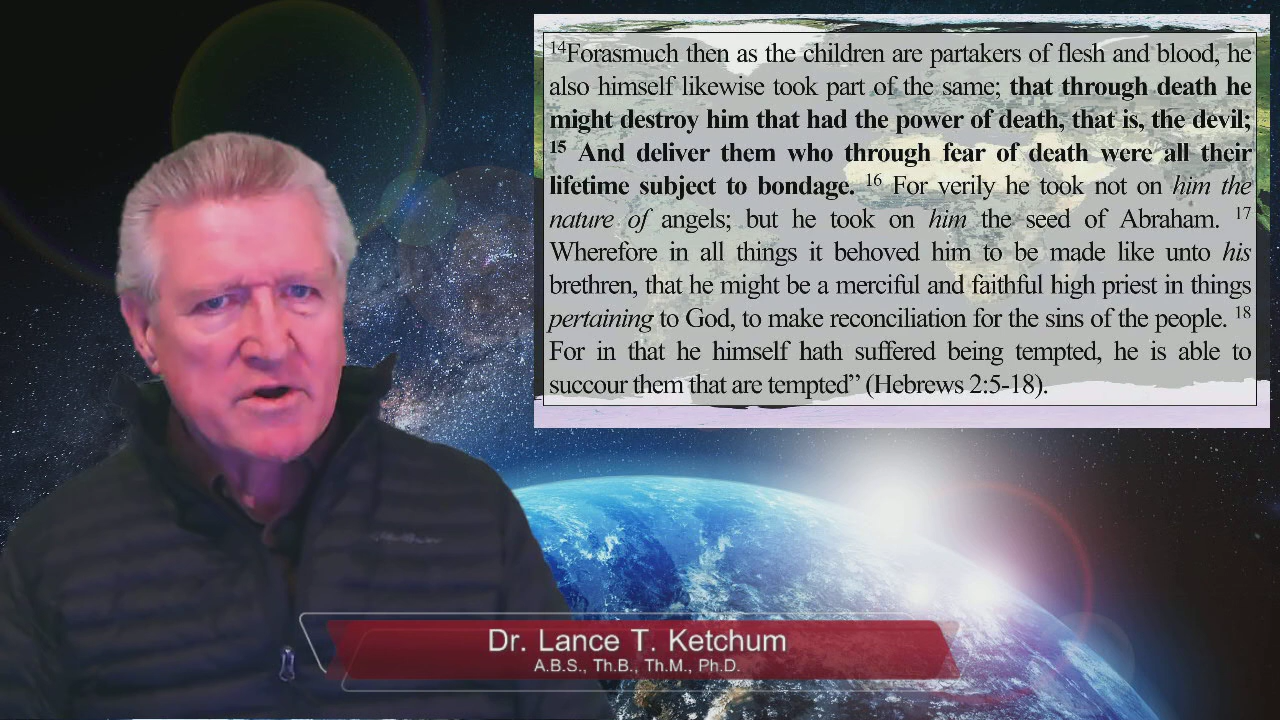 ¹⁴Forasmuch then as the children are partakers of flesh and blood, he
also himself likewise took part of the same; that through death he
might destroy him that had the power of death, that is, the devil;
¹⁵ And deliver them who through fear of death were all their
lifetime subject to bondage. ¹⁶ For verily he took not on him the
nature of angels; but he took on him the seed of Abraham. ¹⁷
Wherefore in all things it behoved him to be made like unto his
brethren, that he might be a merciful and faithful high priest in things
pertaining to God, to make reconciliation for the sins of the people. ¹⁸
For in that he himself hath suffered being tempted, he is able to
succour them that are tempted” (Hebrews 2:5-18).
Dr. Lance T. Ketchum
A.B.S., Th.B., Th.M., Ph.D.